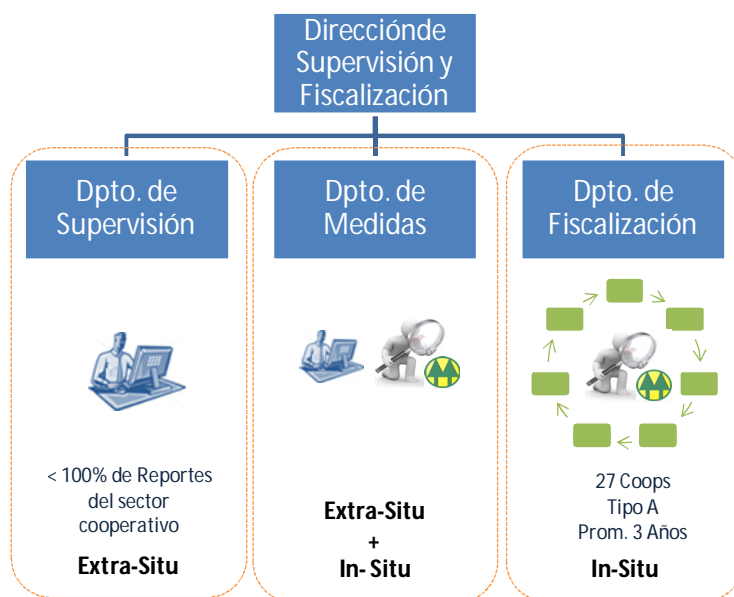 Direcciónde
Supervisión y
Fiscalización
Dpto. de
Supervisión
Dpto. de
Medidas
Dpto. de
Fiscalización
< 100% de Reportes
del sector
cooperativo
Extra-Situ
Extra-Situ
+
In- Situ
27 Coops
Tipo A
Prom. 3 Años
In-Situ